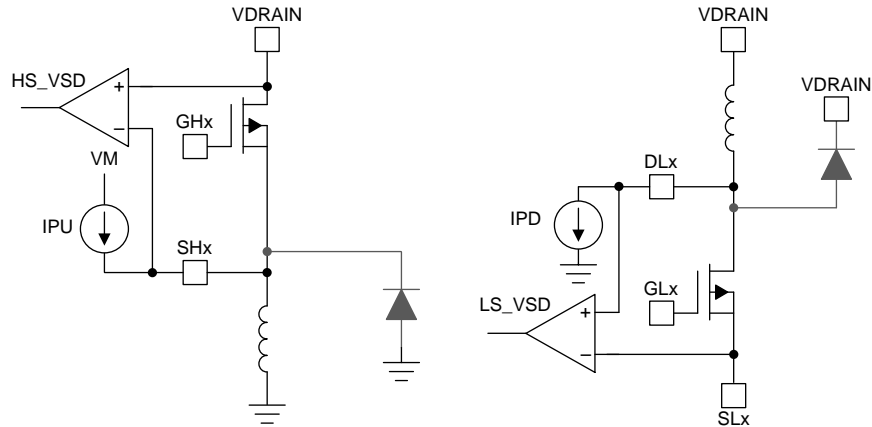 VDRAIN
HS_VSD
+
−
GHx
VM
IPU
SHx
VDRAIN
VDRAIN
DLx
IPD
GLx
LS_VSD
+
−
SLx